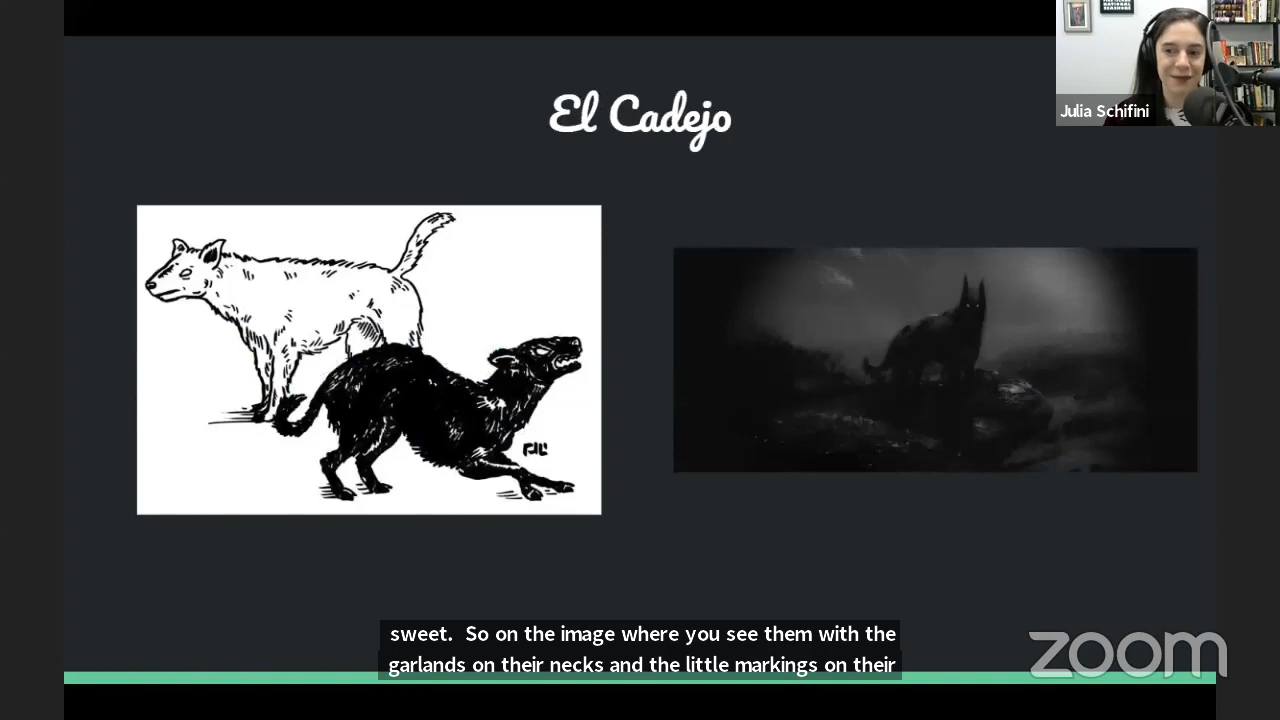 El Cadejo
Julia Schifini
sweet.  So on the image where you see them with the
garlands on their necks and the little markings on their
zoom